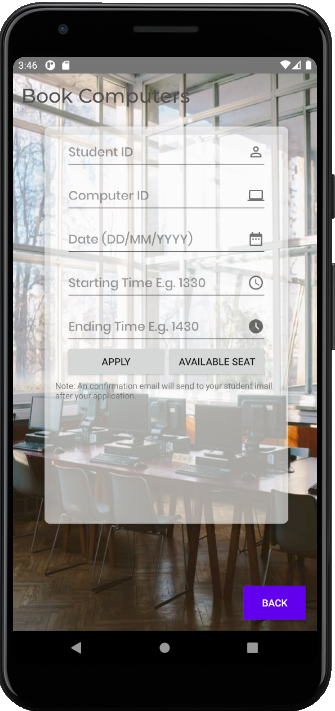 3:46
Book Computers
Student ID
Computer ID
Date (DD/MM/YYYY)
Starting Time E.g. 1330
Ending Time E.g. 1430
APPLY
AVAILABLE SEAT
Note: An confirmation email will send to your student imail
after your application.
BACK